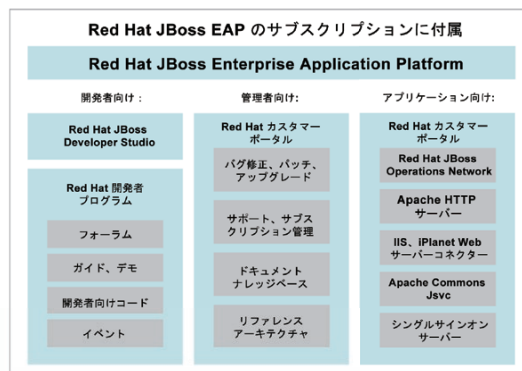 Red Hat JBoss EAP のサブスクリプションに付属
Red Hat JBoss Enterprise Application Platform
開発者向け：
Red Hat JBoss
Developer Studio
Red Hat 開発者
プログラム
フォーラム
ガイド、デモ
開発者向けコード
イベント
管理者向け:
Red Hat カスタマー
ポータル
バグ修正、パッチ、
アップグレード
サポート、サブス
クリプション管理
ドキュメント
ナレッジベース
リファレンス
アーキテクチャ
アプリケーション向け:
Red Hat カスタマー
ポータル
Red Hat JBoss
Operations Network
Apache HTTP
サーバー
IIS、iPlanet Web
サーバーコネクター
Apache Commons
Jsvc
シングルサインオン
サーバー